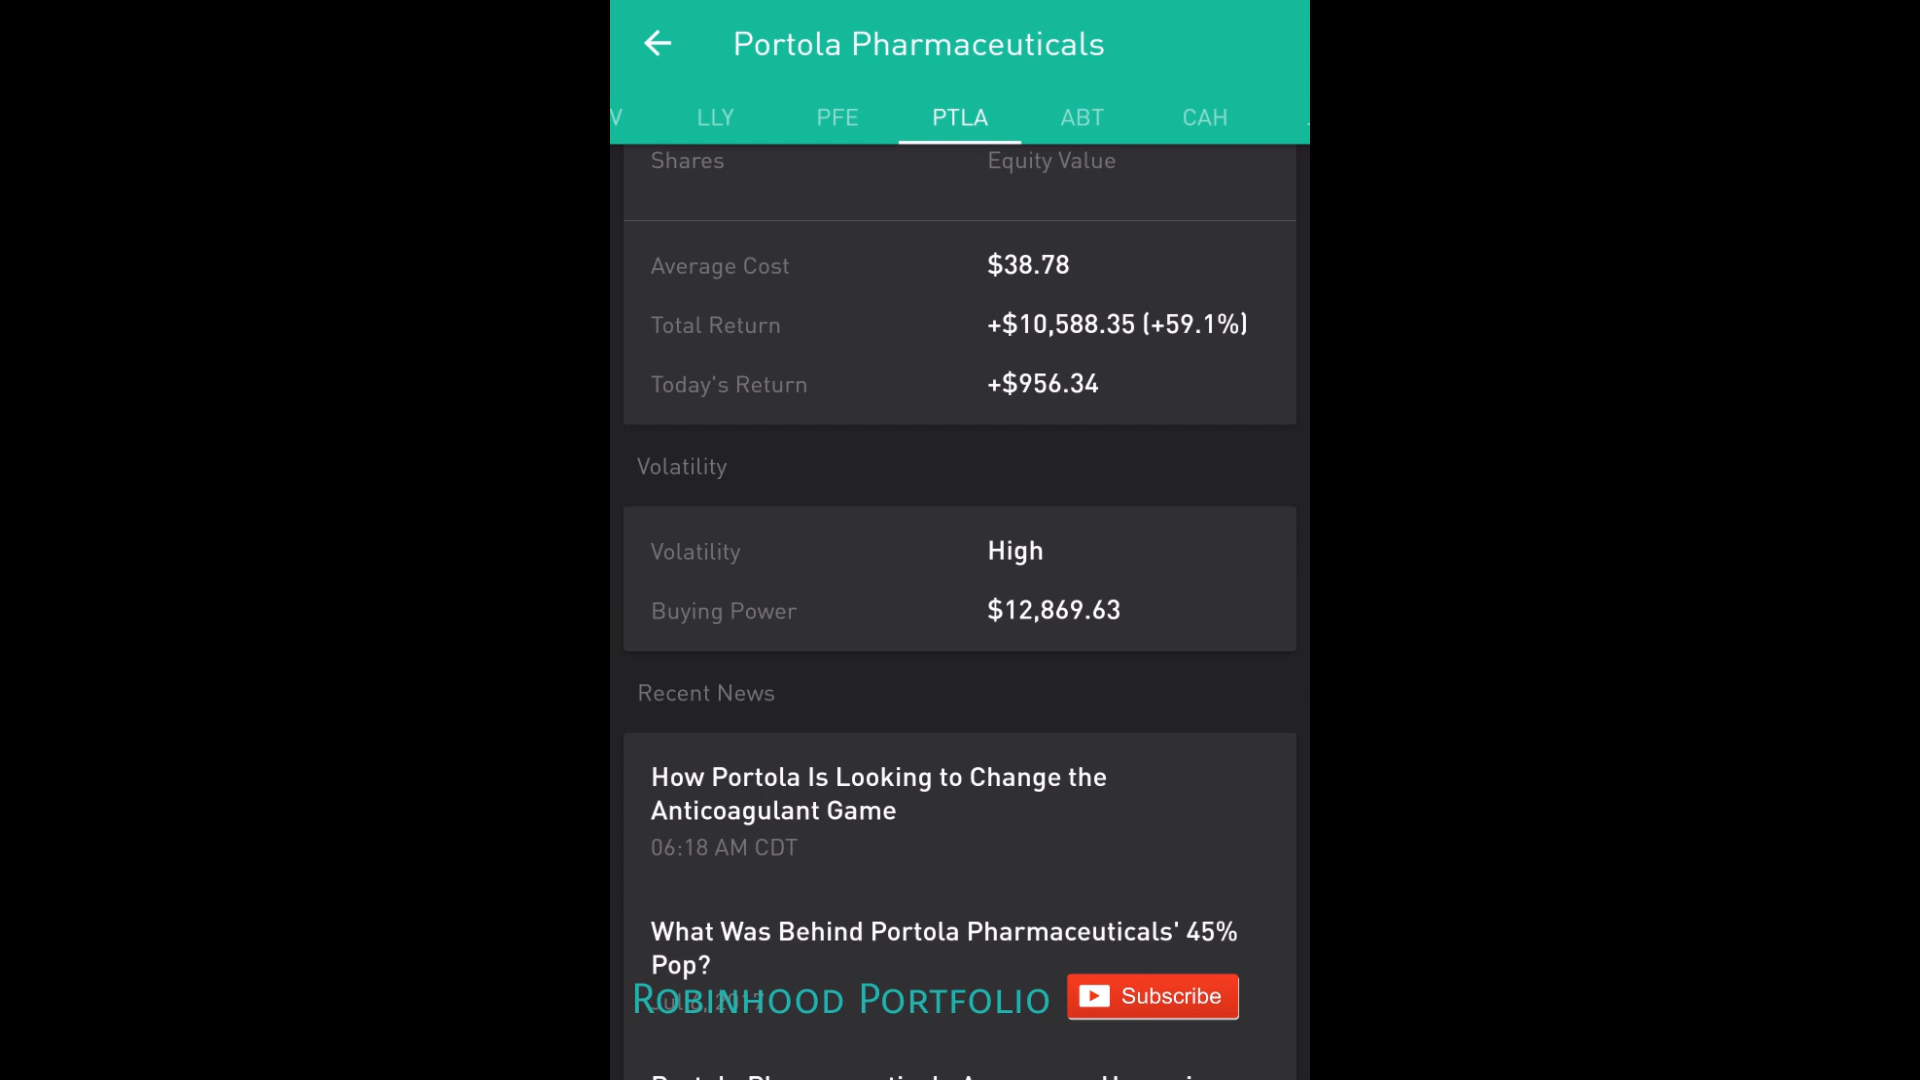 Portola Pharmaceuticals
V LLY PFE PTLA ABT CAH
Shares Equity Value
Average Cost $38.78
Total Return +$10,588.35 (+59.1%)
Today's Return +$956.34
Volatility
Volatility High
Buying Power $12,869.63
Recent News
How Portola Is Looking to Change the
Anticoagulant Game
06:18 AM CDT
What Was Behind Portola Pharmaceuticals' 45%
Pop?
Robinhood Portfolio Subscribe